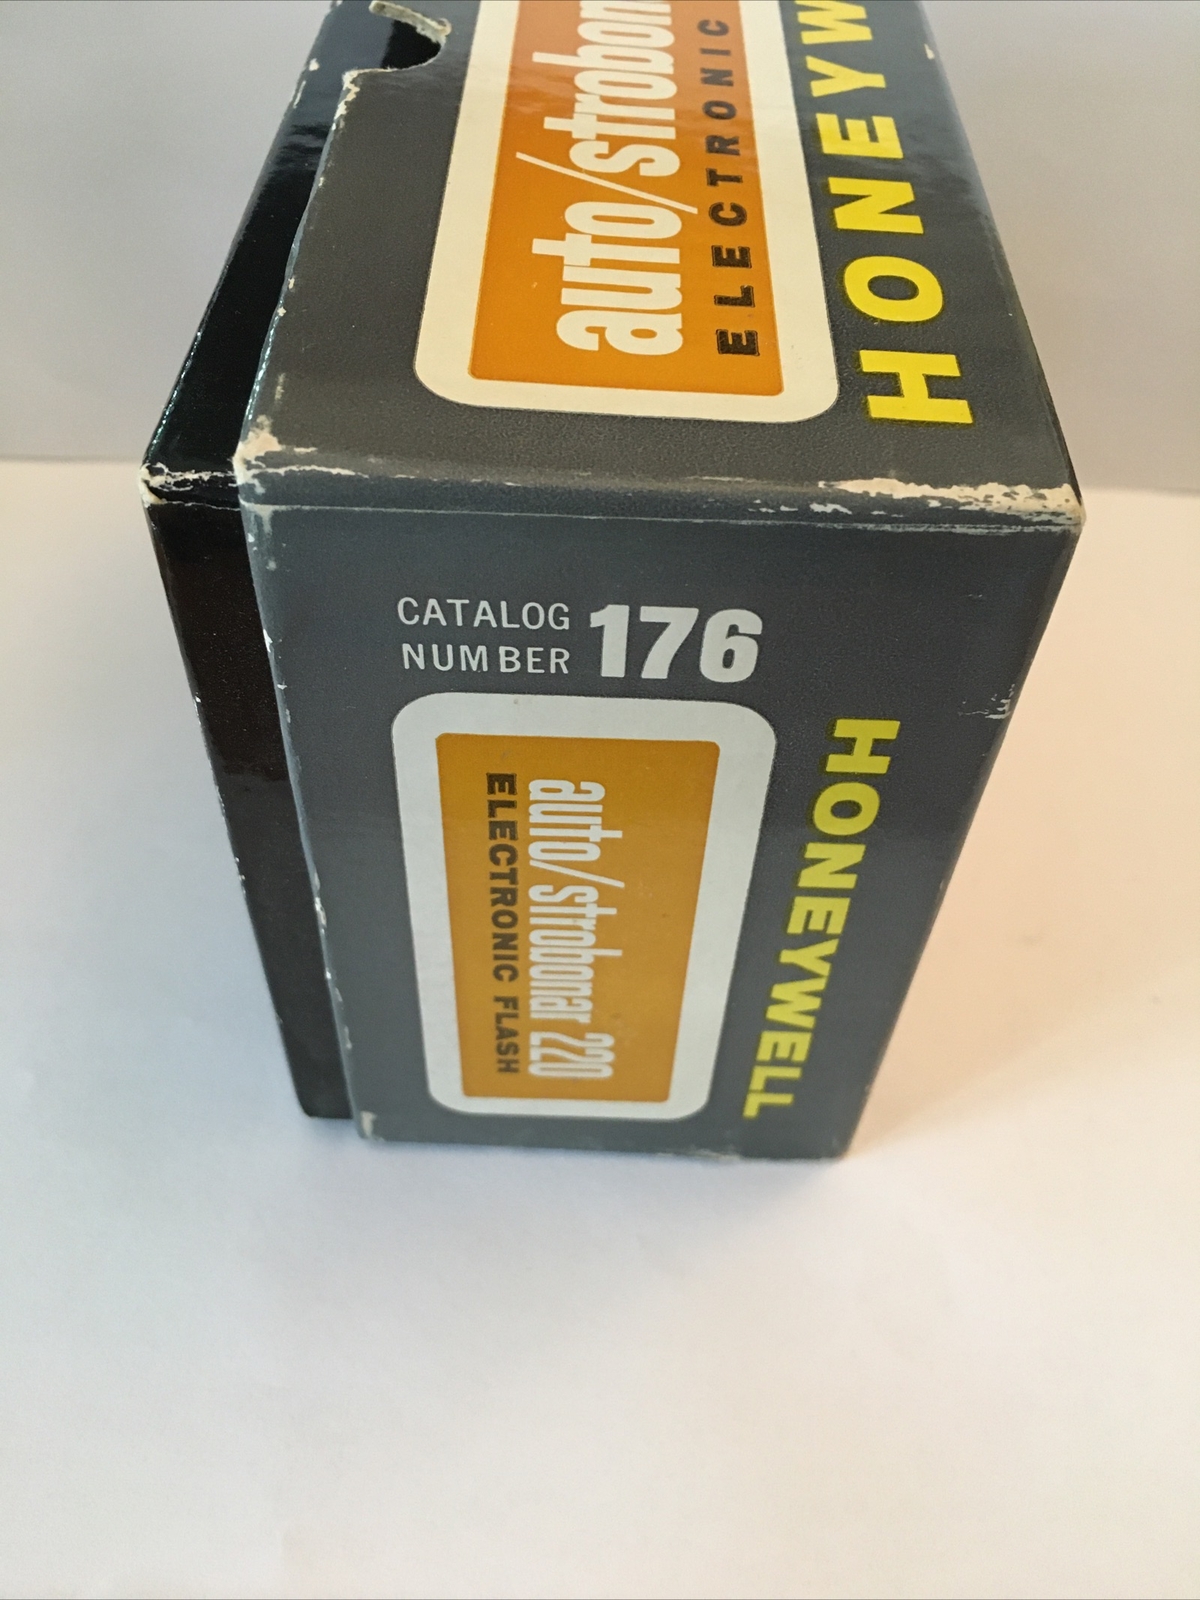 auto/strobon
ELECTRONIC
HONEYW
CATALOG
NUMBER 176
auto/strobonar 220
ELECTRONIC FLASH
HONEYWELL